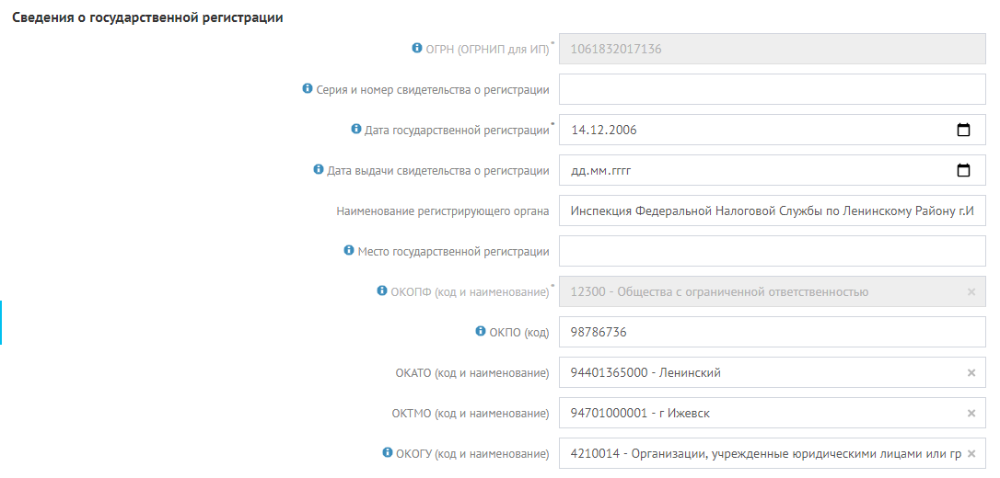 Сведения о государственной регистрации
ОГРН (ОГРНИП для ИП)* 1061832017136
Серия и номер свидетельства о регистрации
Дата государственной регистрации* 14.12.2006
Дата выдачи свидетельства о регистрации дд.мм.гггг
Наименование регистрирующего органа Инспекция Федеральной Налоговой Службы по Ленинскому Району г.И
Место государственной регистрации
ОКОПФ (код и наименование)* 12300 - Общества с ограниченной ответственностью
ОКПО (код) 98786736
ОКАТО (код и наименование) 94401365000 - Ленинский
ОКТМО (код и наименование) 94701000001 - г Ижевск
ОКОГУ (код и наименование) 4210014 - Организации, учрежденные юридическими лицами или гр